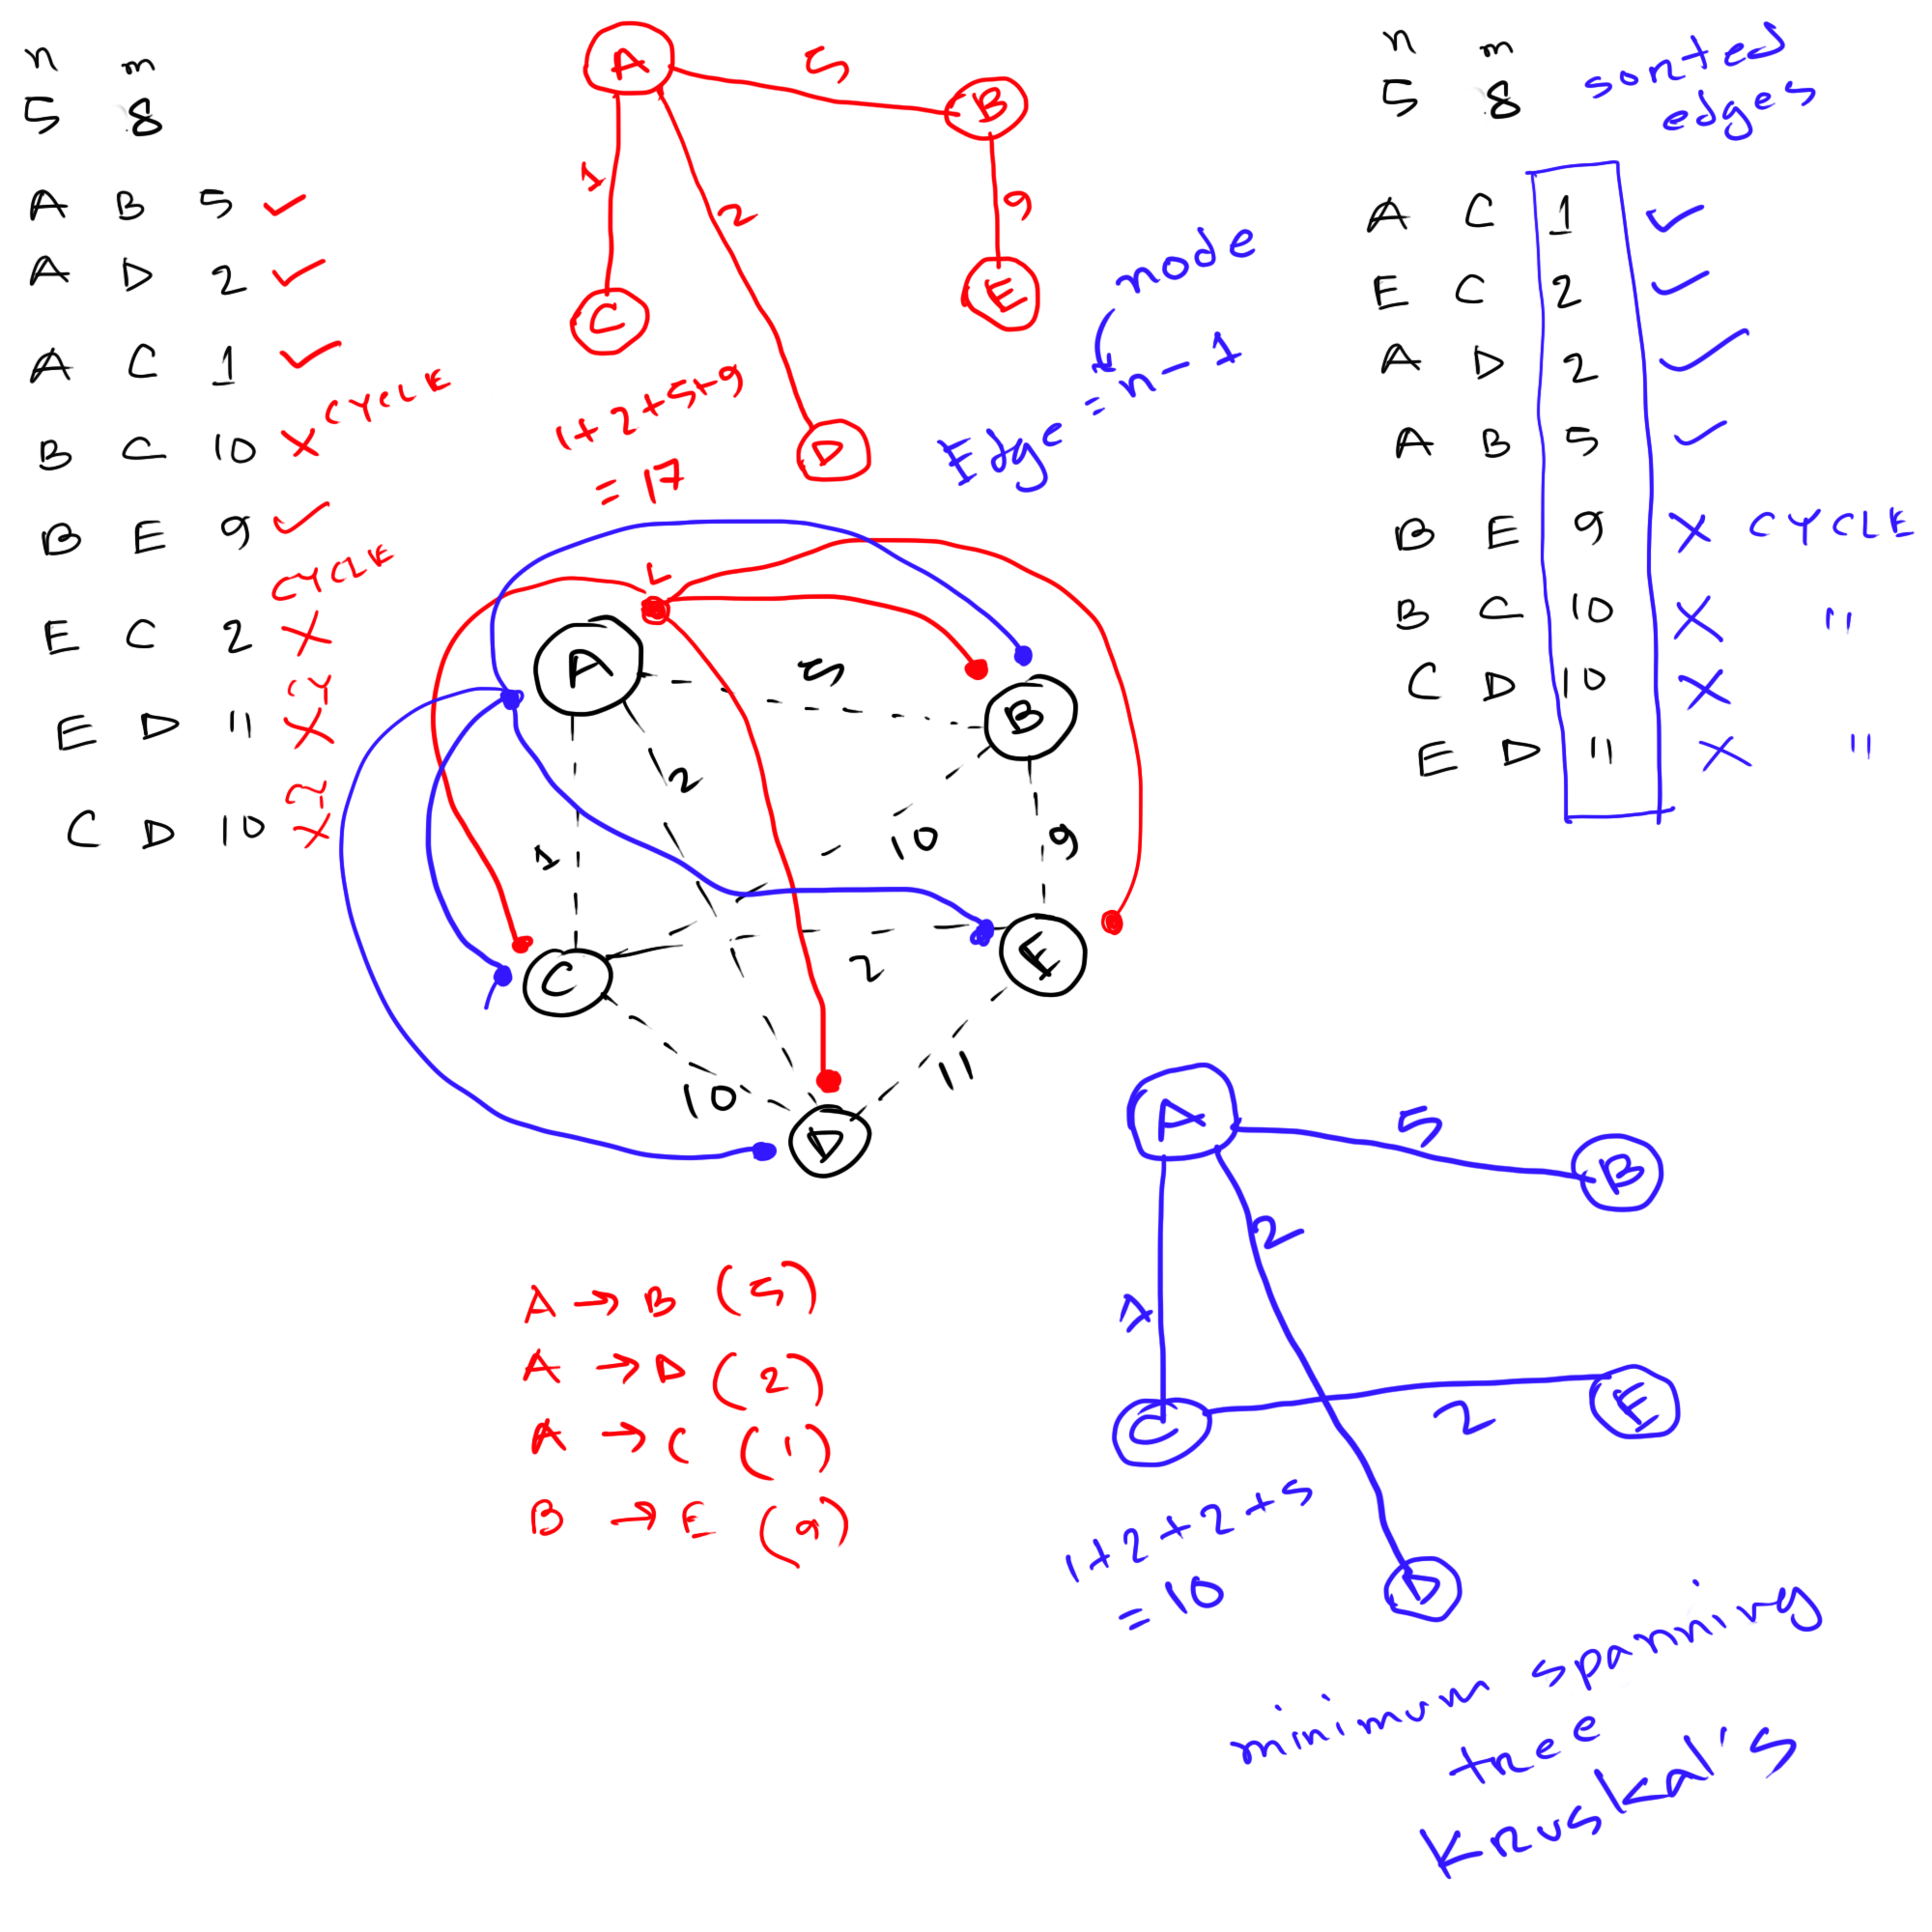 n m
5 8
A B 5
A D 2
A C 1
B C 10 CYCLE
B E 9
E C 2 CYCLE
E D 11 CY
C D 10 CY
A
5
B
1
2
9
C
E
D
1+2+5+9
= 17
node
Edge = n-1
n m
5 8
sorted
edges
A C 1
E C 2
A D 2
A B 5
B E 9 CYCLE
B C 10 "
C D 10
E D 11 "
A
5
B
2
1
10
9
C
2
E
10
11
D
A → B (5)
A → D (2)
A → C (1)
B → E (9)
A
5
B
2
1
C
2
E
D
1+2+2+5
= 10
minimum spanning
tree
Kruskal's